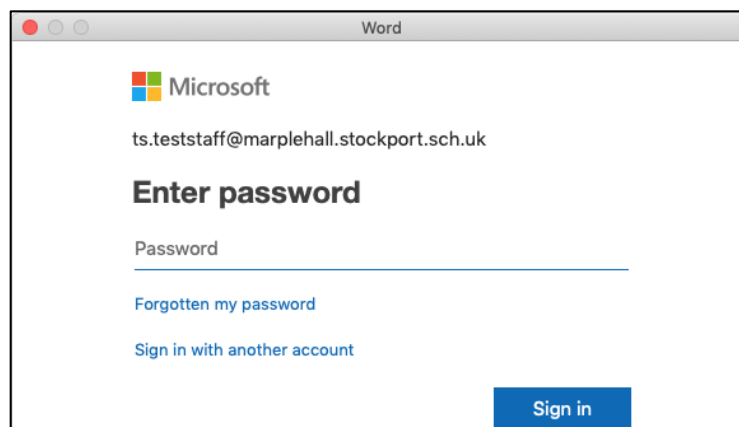 Word
Microsoft
ts.teststaff@marplehall.stockport.sch.uk
Enter password
Password
Forgotten my password
Sign in with another account
Sign in